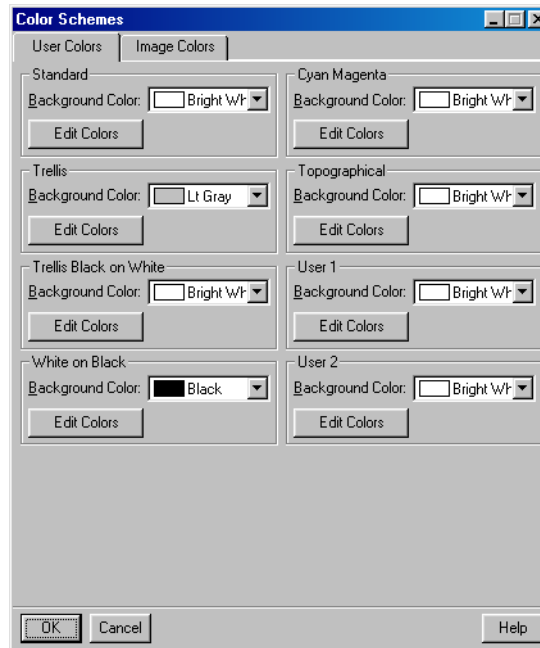 Color Schemes
User Colors
Image Colors
Standard
Background Color: Bright Wh
Edit Colors
Cyan Magenta
Background Color: Bright Wh
Edit Colors
Trellis
Background Color: Lt Gray
Edit Colors
Topographical
Background Color: Bright Wh
Edit Colors
Trellis Black on White
Background Color: Bright Wh
Edit Colors
User 1
Background Color: Bright Wh
Edit Colors
White on Black
Background Color: Black
Edit Colors
User 2
Background Color: Bright Wh
Edit Colors
OK
Cancel
Help